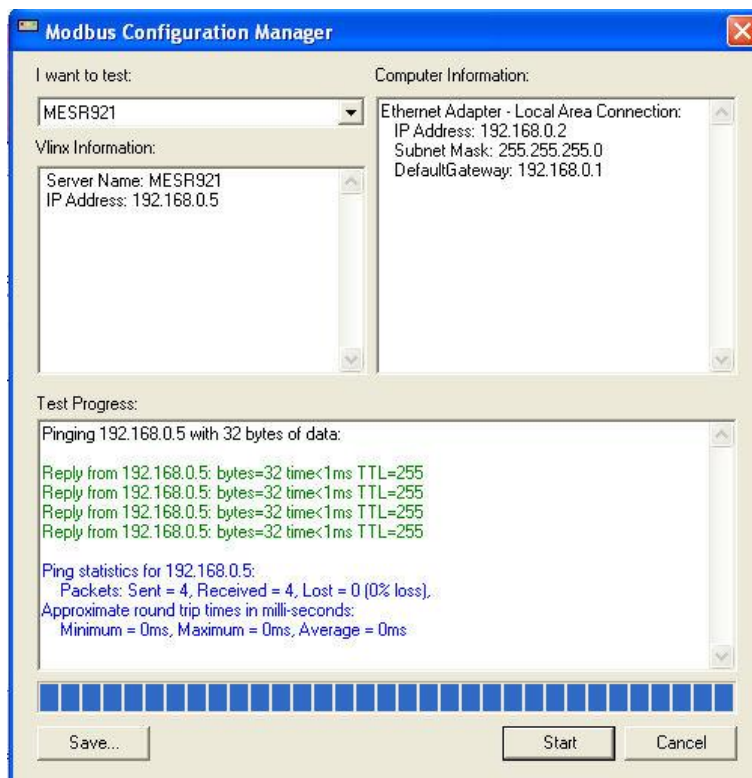 Modbus Configuration Manager
I want to test:
MESR921
Vlinx Information:
Server Name: MESR921
IP Address: 192.168.0.5
Computer Information:
Ethernet Adapter - Local Area Connection:
IP Address: 192.168.0.2
Subnet Mask: 255.255.255.0
DefaultGateway: 192.168.0.1
Test Progress:
Pinging 192.168.0.5 with 32 bytes of data:
Reply from 192.168.0.5: bytes=32 time<1ms TTL=255
Reply from 192.168.0.5: bytes=32 time<1ms TTL=255
Reply from 192.168.0.5: bytes=32 time<1ms TTL=255
Reply from 192.168.0.5: bytes=32 time<1ms TTL=255
Ping statistics for 192.168.0.5:
Packets: Sent = 4, Received = 4, Lost = 0 (0% loss),
Approximate round trip times in milli-seconds:
Minimum = 0ms, Maximum = 0ms, Average = 0ms
Save...
Start
Cancel